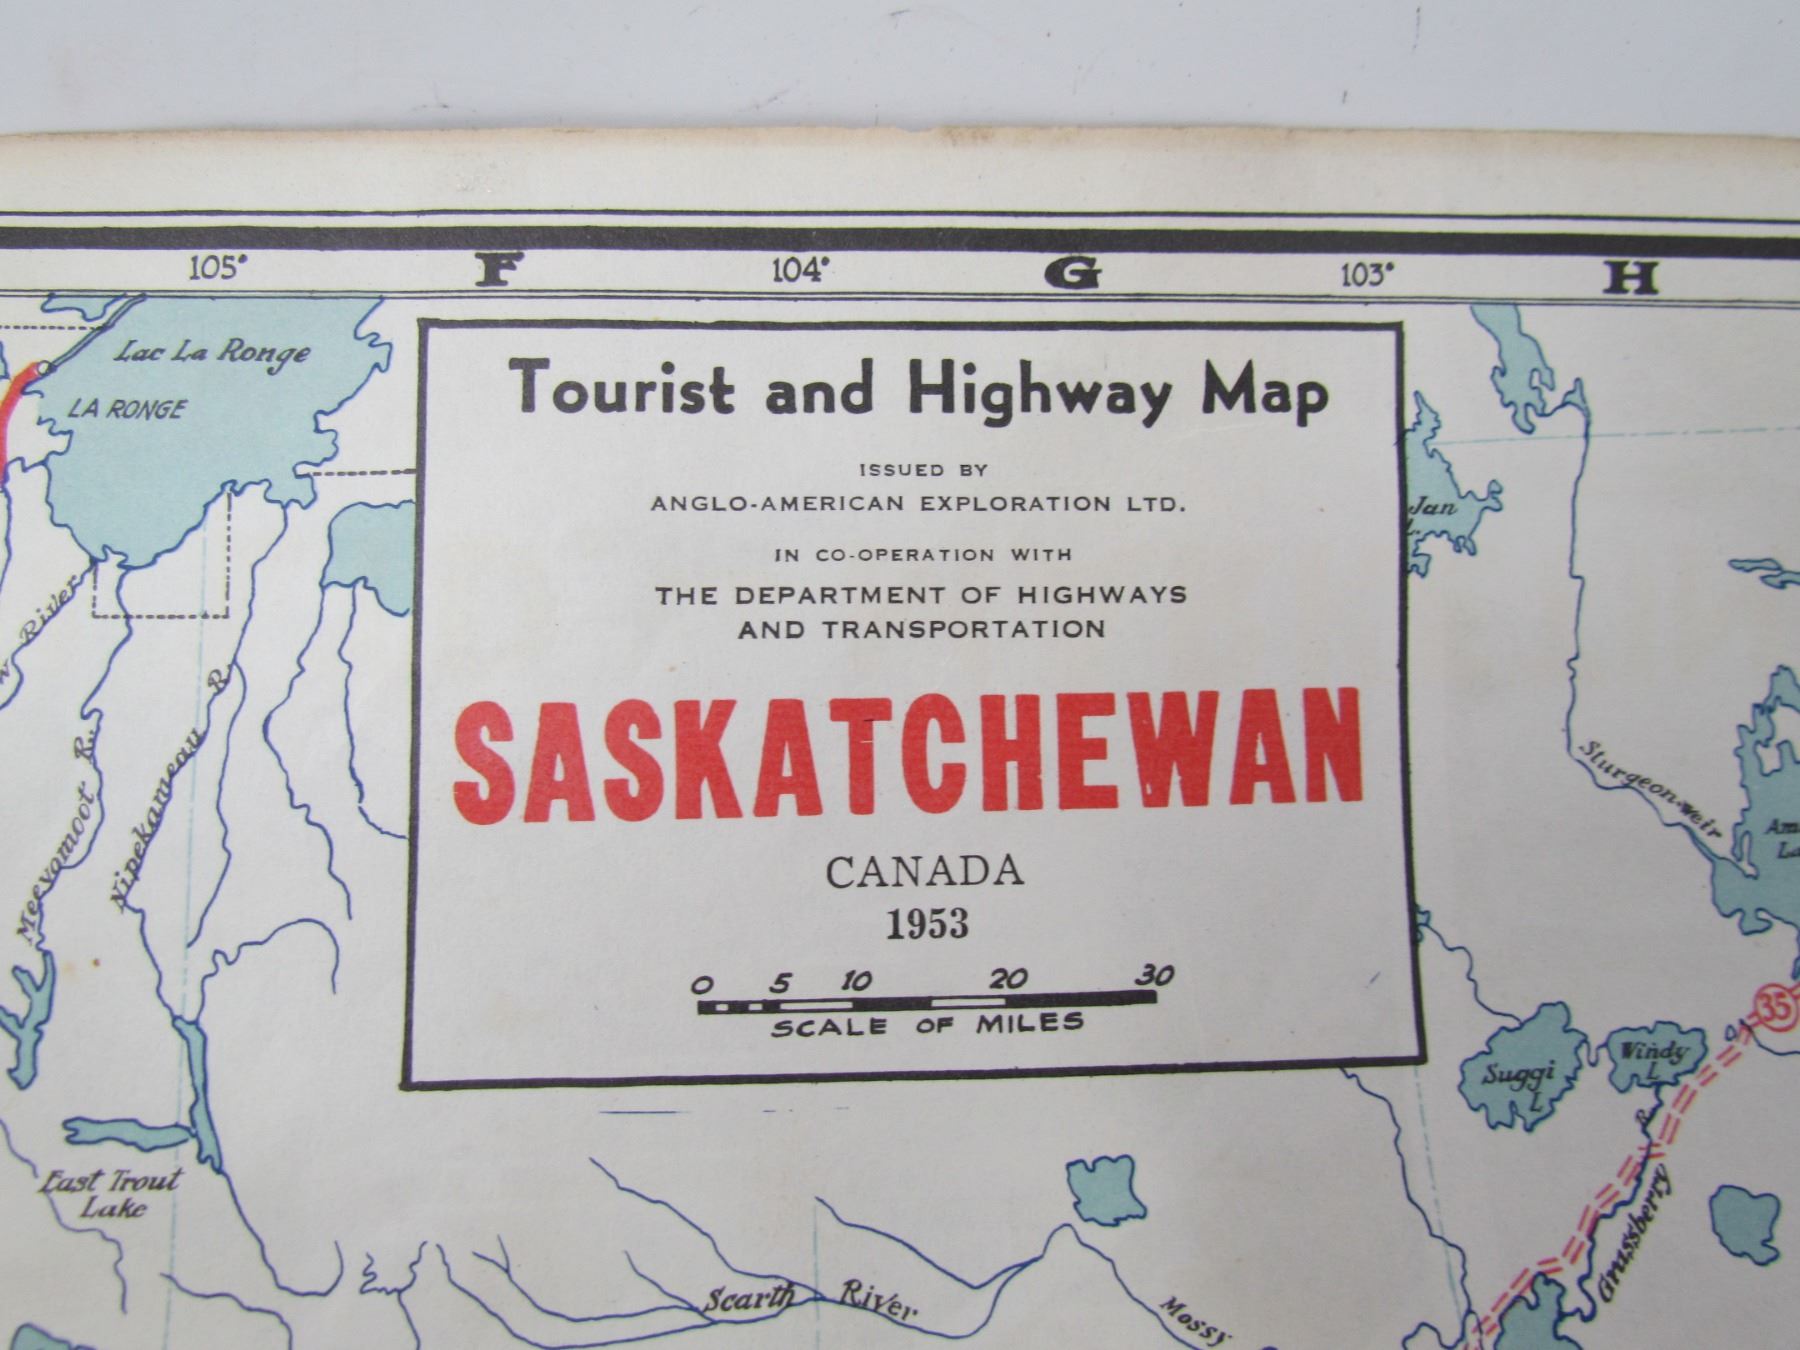 105° F 104° G 103° H
Lac La Ronge
LA RONGE
Tourist and Highway Map
ISSUED BY
ANGLO-AMERICAN EXPLORATION LTD.
IN CO-OPERATION WITH
THE DEPARTMENT OF HIGHWAYS
AND TRANSPORTATION
SASKATCHEWAN
CANADA
1953
0 5 10 20 30
SCALE OF MILES
Jan
L.
River
Meeyomoot R.
Nipekameau R.
East Trout
Lake
Sturgeon-weir
35
Suggi
L
Windy
L
Grassberry R.
Scarth River
Mossy